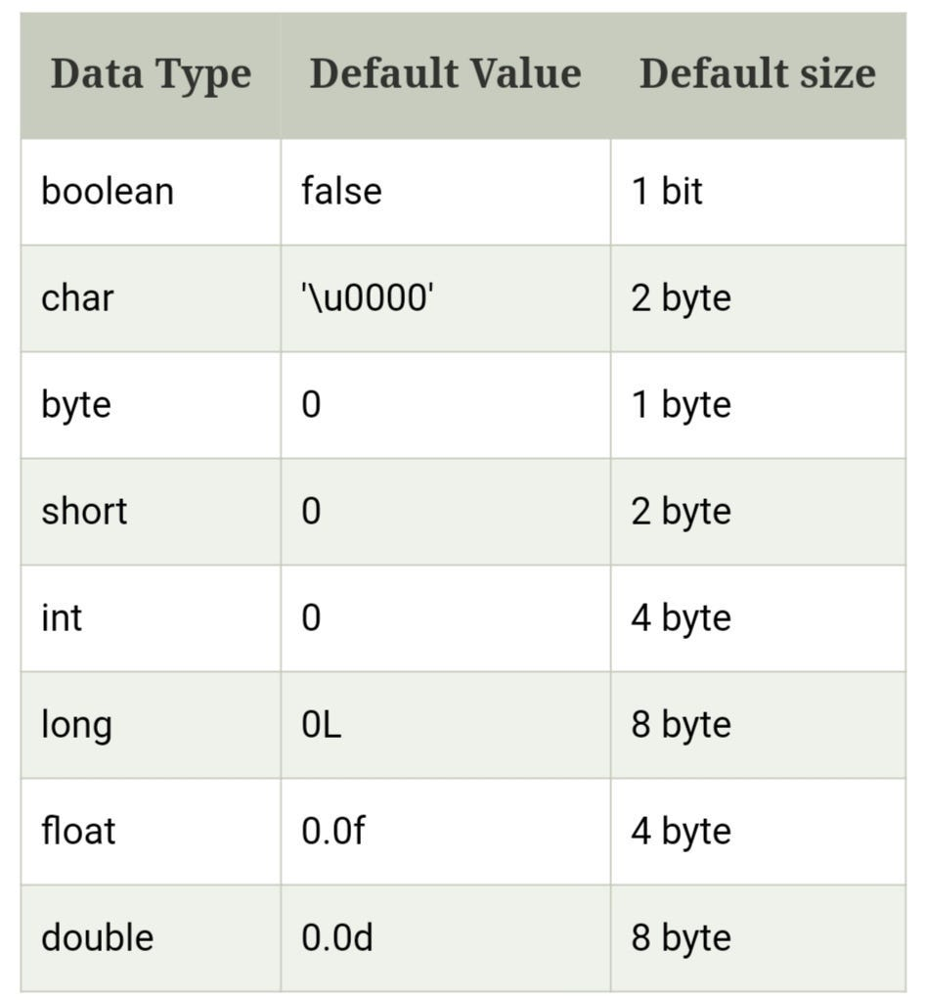 Data Type Default Value Default size
boolean false 1 bit
char '\u0000' 2 byte
byte 0 1 byte
short 0 2 byte
int 0 4 byte
long 0L 8 byte
float 0.0f 4 byte
double 0.0d 8 byte